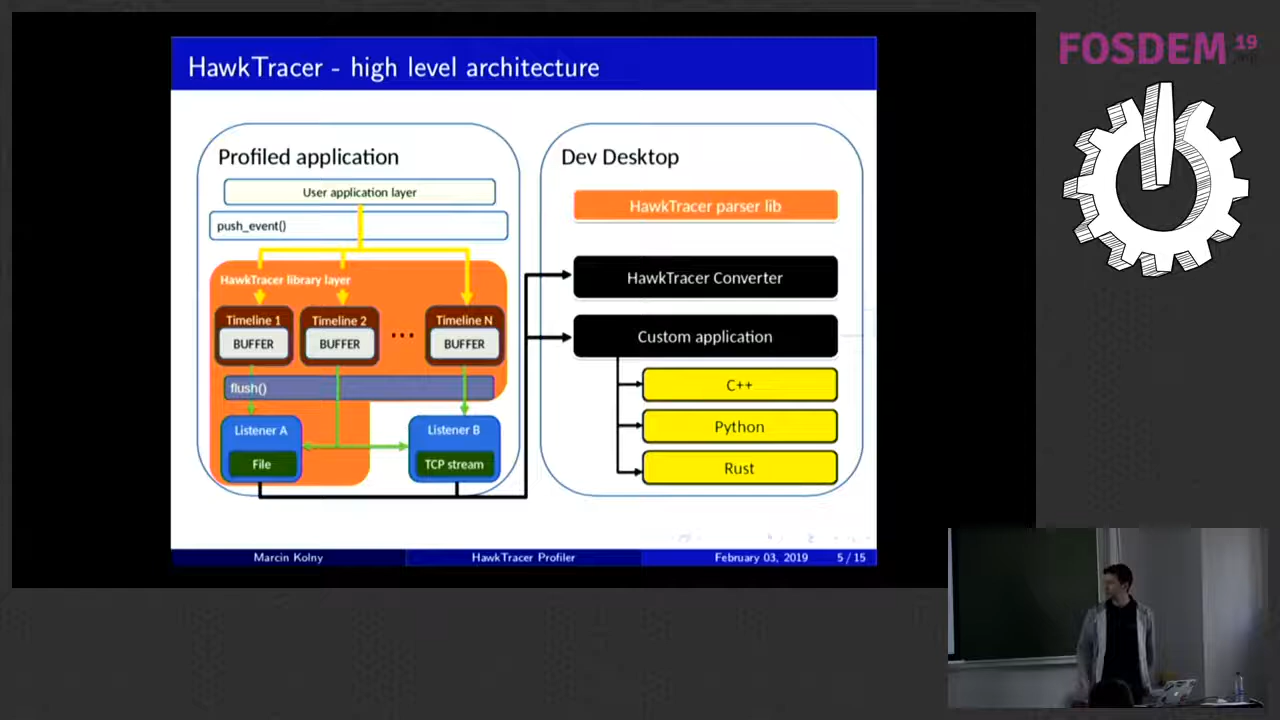 HawkTracer - high level architecture
Profiled application
User application layer
push_event()
HawkTracer library layer
Timeline 1
BUFFER
Timeline 2
BUFFER
...
Timeline N
BUFFER
flush()
Listener A
File
Listener B
TCP stream
Dev Desktop
HawkTracer parser lib
HawkTracer Converter
Custom application
C++
Python
Rust
Marcin Kolny
HawkTracer Profiler
February 03, 2019
5 / 15
FOSDEM 19